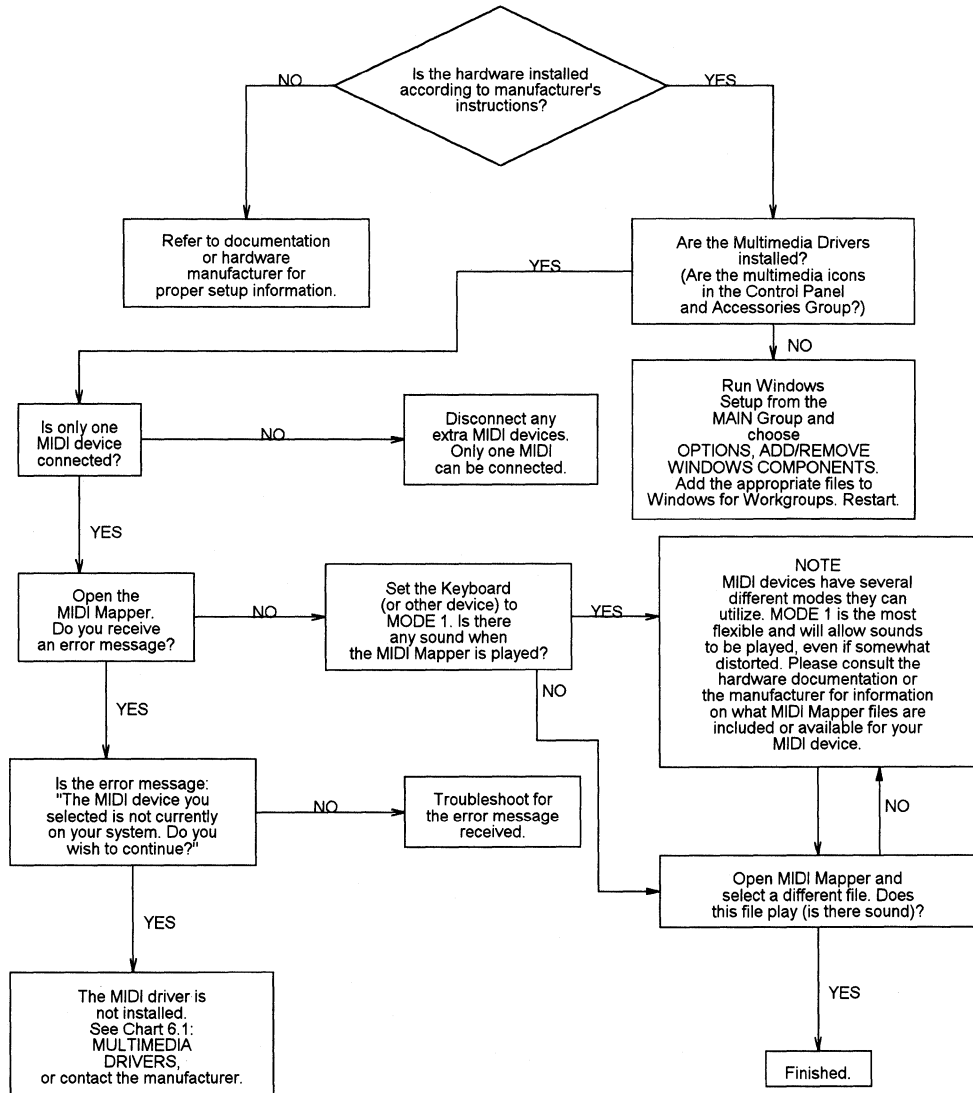 Is the hardware installed
according to manufacturer's
instructions?
NO
YES
Refer to documentation
or hardware
manufacturer for
proper setup information.
Are the Multimedia Drivers
installed?
(Are the multimedia icons
in the Control Panel
and Accessories Group?)
YES
NO
Run Windows
Setup from the
MAIN Group and
choose
OPTIONS, ADD/REMOVE
WINDOWS COMPONENTS.
Add the appropriate files to
Windows for Workgroups. Restart.
Is only one
MIDI device
connected?
NO
Disconnect any
extra MIDI devices.
Only one MIDI
can be connected.
YES
Open the
MIDI Mapper.
Do you receive
an error message?
NO
Set the Keyboard
(or other device) to
MODE 1. Is there
any sound when
the MIDI Mapper is played?
YES
NO
NOTE
MIDI devices have several
different modes they can
utilize. MODE 1 is the most
flexible and will allow sounds
to be played, even if somewhat
distorted. Please consult the
hardware documentation or
the manufacturer for information
on what MIDI Mapper files are
included or available for your
MIDI device.
YES
Is the error message:
"The MIDI device you
selected is not currently
on your system. Do you
wish to continue?"
NO
Troubleshoot for
the error message
received.
NO
Open MIDI Mapper and
select a different file. Does
this file play (is there sound)?
YES
YES
The MIDI driver is
not installed.
See Chart 6.1:
MULTIMEDIA
DRIVERS,
or contact the manufacturer.
Finished.